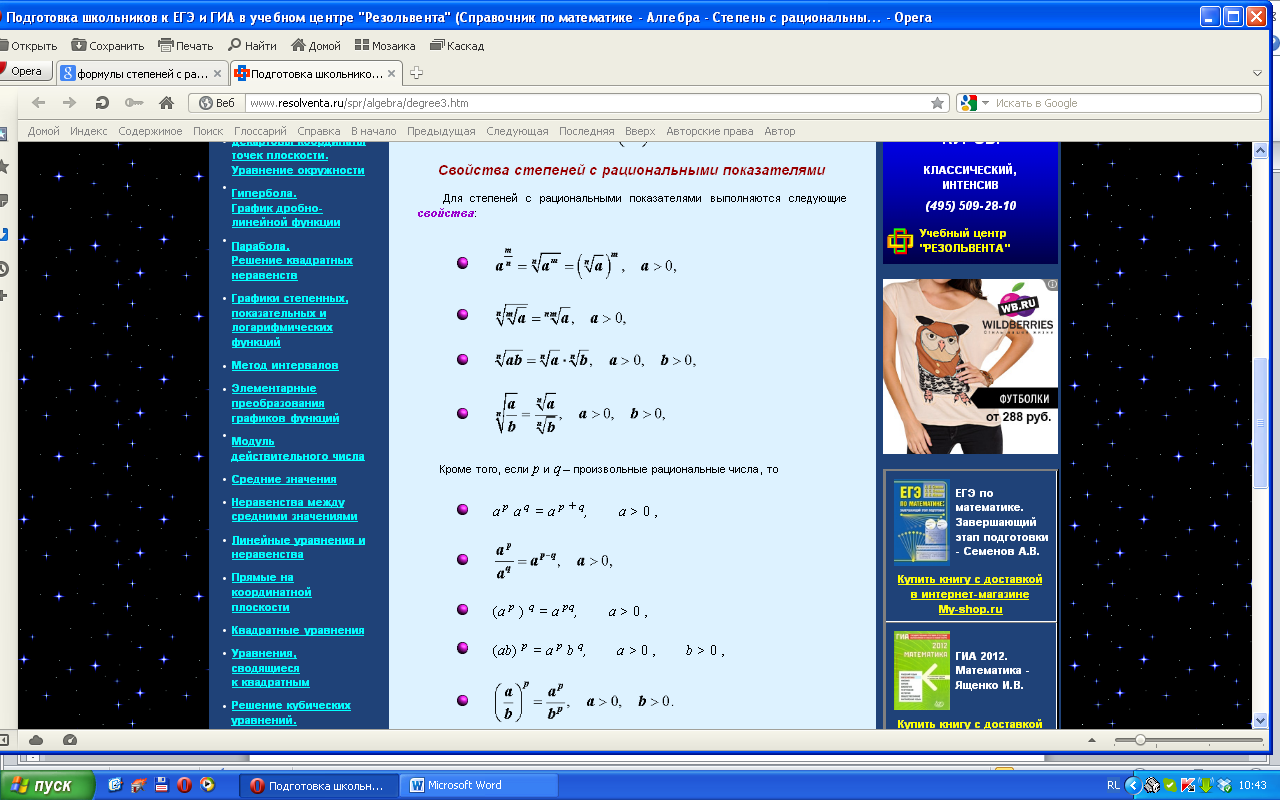 Подготовка школьников к ЕГЭ и ГИА в учебном центре "Резольвента" (Справочник по математике - Алгебра - Степень с рациональны... - Opera
Открыть Сохранить Печать Найти Домой Мозаика Каскад
Opera формулы степеней с ра... Подготовка школьнико...
Веб www.resolventa.ru/spr/algebra/degree3.htm Искать в Google
Домой Индекс Содержимое Поиск Глоссарий Справка В начало Предыдущая Следующая Последняя Вверх Авторские права Автор
декартовы координаты
точек плоскости.
Уравнение окружности
Гипербола.
График дробно-
линейной функции
Парабола.
Решение квадратных
неравенств
Графики степенных,
показательных и
логарифмических
функций
Метод интервалов
Элементарные
преобразования
графиков функций
Модуль
действительного числа
Средние значения
Неравенства между
средними значениями
Линейные уравнения и
неравенства
Прямые на
координатной
плоскости
Квадратные уравнения
Уравнения,
сводящиеся
к квадратным
Решение кубических
уравнений.
Свойства степеней с рациональными показателями
Для степеней с рациональными показателями выполняются следующие
свойства:
a^(m/n) = ⁿ√(a^m) = (ⁿ√a)^m, a > 0,
ⁿ√(ᵐ√a) = ⁿᵐ√a, a > 0,
ⁿ√(ab) = ⁿ√a · ⁿ√b, a > 0, b > 0,
ⁿ√(a/b) = ⁿ√a / ⁿ√b, a > 0, b > 0,
Кроме того, если p и q – произвольные рациональные числа, то
a^p a^q = a^(p+q), a > 0,
a^p / a^q = a^(p-q), a > 0,
(a^p)^q = a^(pq), a > 0,
(ab)^p = a^p b^q, a > 0, b > 0,
(a/b)^p = a^p / b^p, a > 0, b > 0.
КЛАССИЧЕСКИЙ,
ИНТЕНСИВ
(495) 509-28-10
Учебный центр
"РЕЗОЛЬВЕНТА"
WB.RU
WILDBERRIES
ФУТБОЛКИ
от 288 руб.
ЕГЭ
ЕГЭ по
математике.
Завершающий
этап подготовки
- Семенов А.В.
Купить книгу с доставкой
в интернет-магазине
My-shop.ru
ГИА 2012
МАТЕМАТИКА
ГИА 2012.
Математика -
Ященко И.В.
Купить книгу с доставкой
пуск Подготовка школьн... Microsoft Word RL 10:43